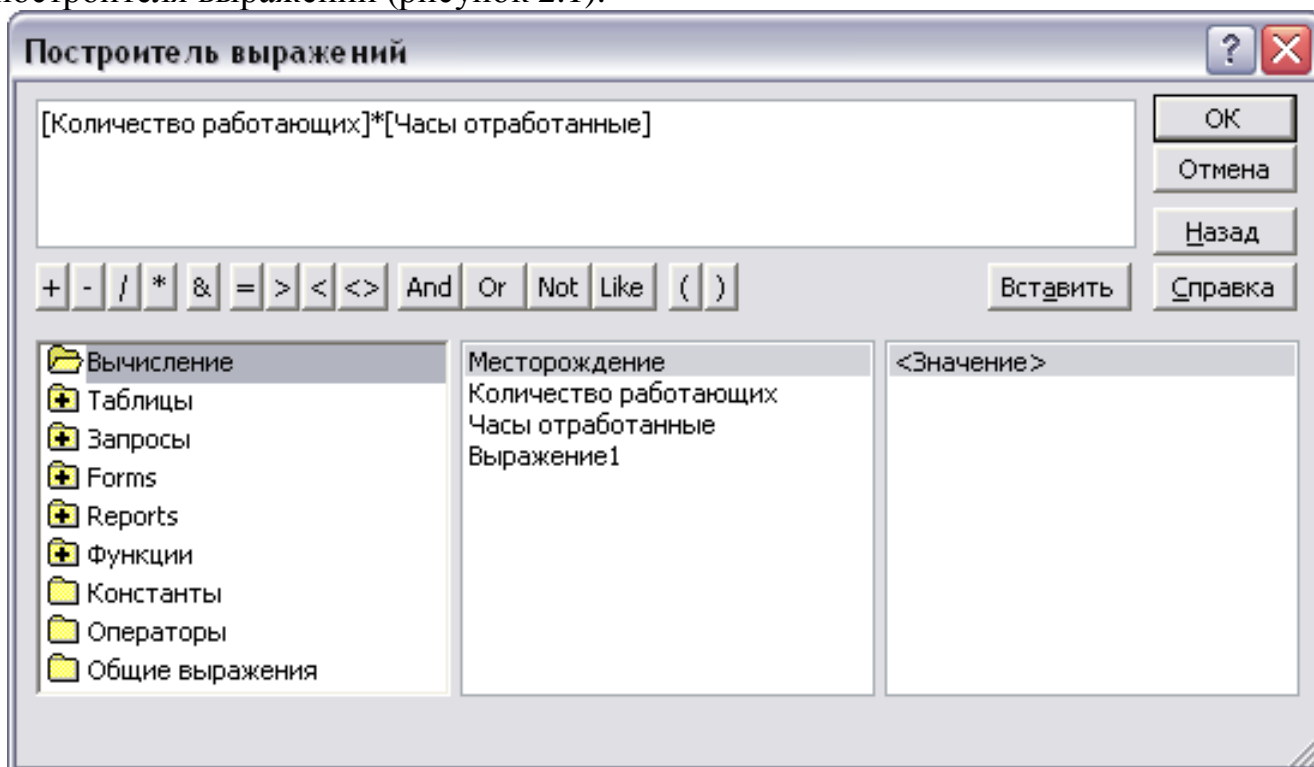 построителя выражений (рисунок 2.1).
Построитель выражений
?
[Количество работающих]*[Часы отработанные]
ОК
Отмена
Назад
+ - / * & = > < <> And Or Not Like ( )
Вставить
Справка
Вычисление
Таблицы
Запросы
Forms
Reports
Функции
Константы
Операторы
Общие выражения
Месторождение
Количество работающих
Часы отработанные
Выражение1
<Значение>